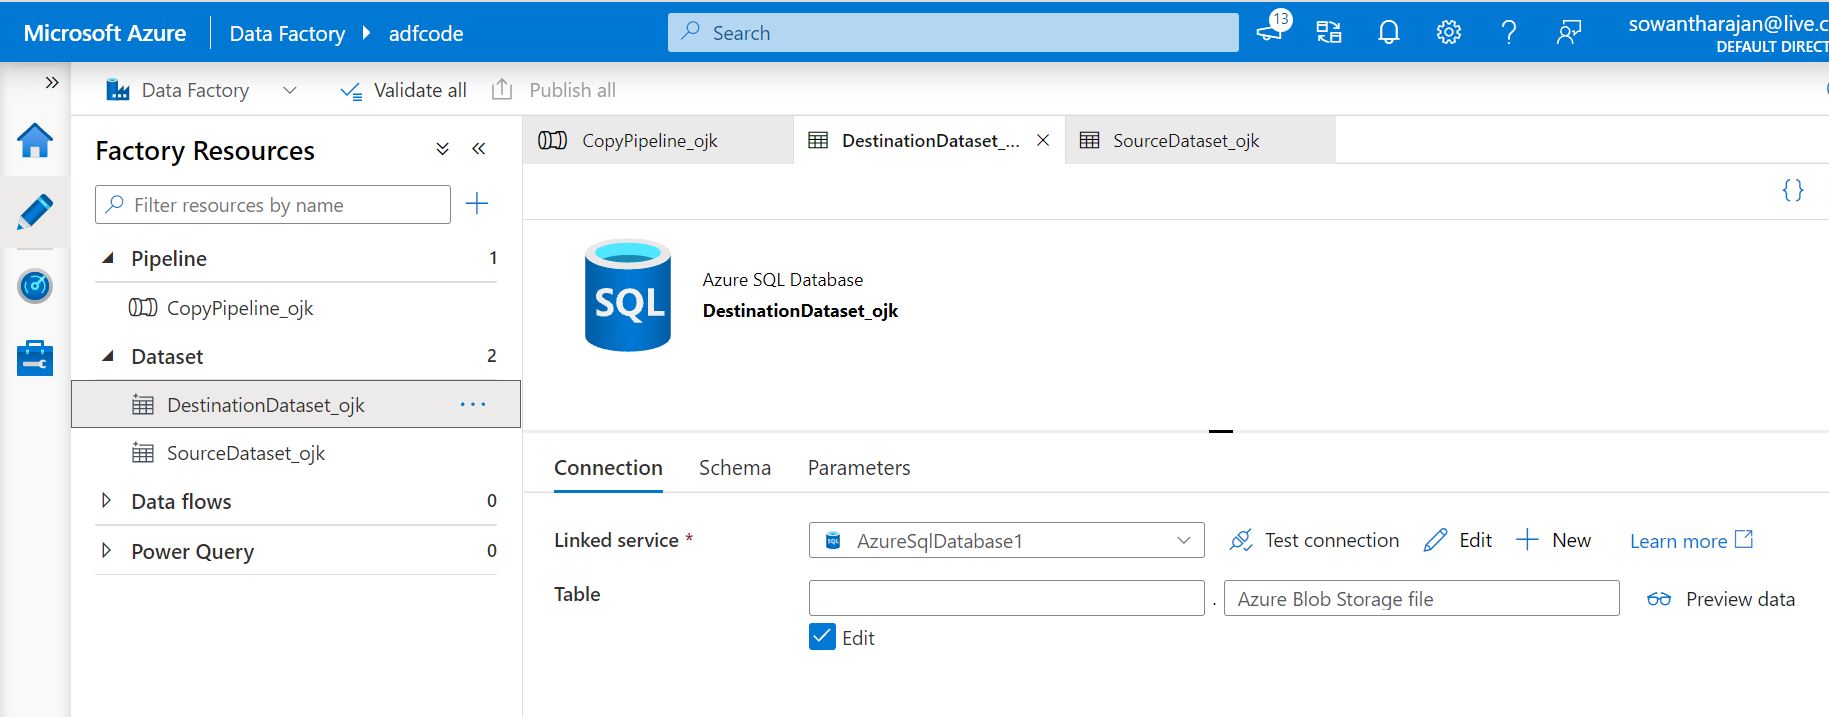 Microsoft Azure Data Factory adfcode Search 13 sowantharajan@live.c
DEFAULT DIRECT
Data Factory Validate all Publish all
Factory Resources
Filter resources by name
Pipeline 1
CopyPipeline_ojk
Dataset 2
DestinationDataset_ojk ...
SourceDataset_ojk
Data flows 0
Power Query 0
CopyPipeline_ojk DestinationDataset_... SourceDataset_ojk
{}
SQL
Azure SQL Database
DestinationDataset_ojk
Connection Schema Parameters
Linked service * SQL AzureSqlDatabase1 Test connection Edit New Learn more
Table . Azure Blob Storage file Preview data
Edit